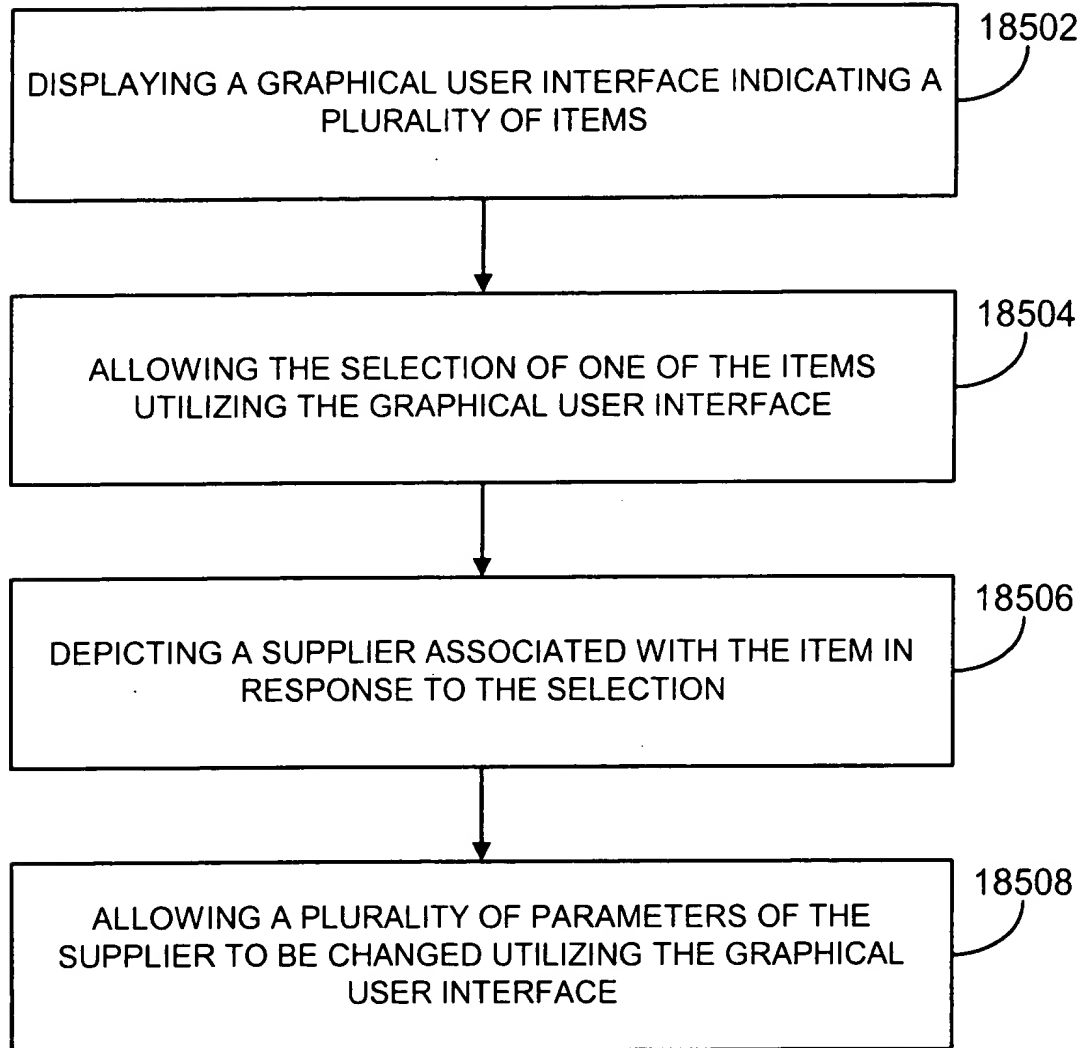 18502
DISPLAYING A GRAPHICAL USER INTERFACE INDICATING A
PLURALITY OF ITEMS
18504
ALLOWING THE SELECTION OF ONE OF THE ITEMS
UTILIZING THE GRAPHICAL USER INTERFACE
18506
DEPICTING A SUPPLIER ASSOCIATED WITH THE ITEM IN
RESPONSE TO THE SELECTION
18508
ALLOWING A PLURALITY OF PARAMETERS OF THE
SUPPLIER TO BE CHANGED UTILIZING THE GRAPHICAL
USER INTERFACE